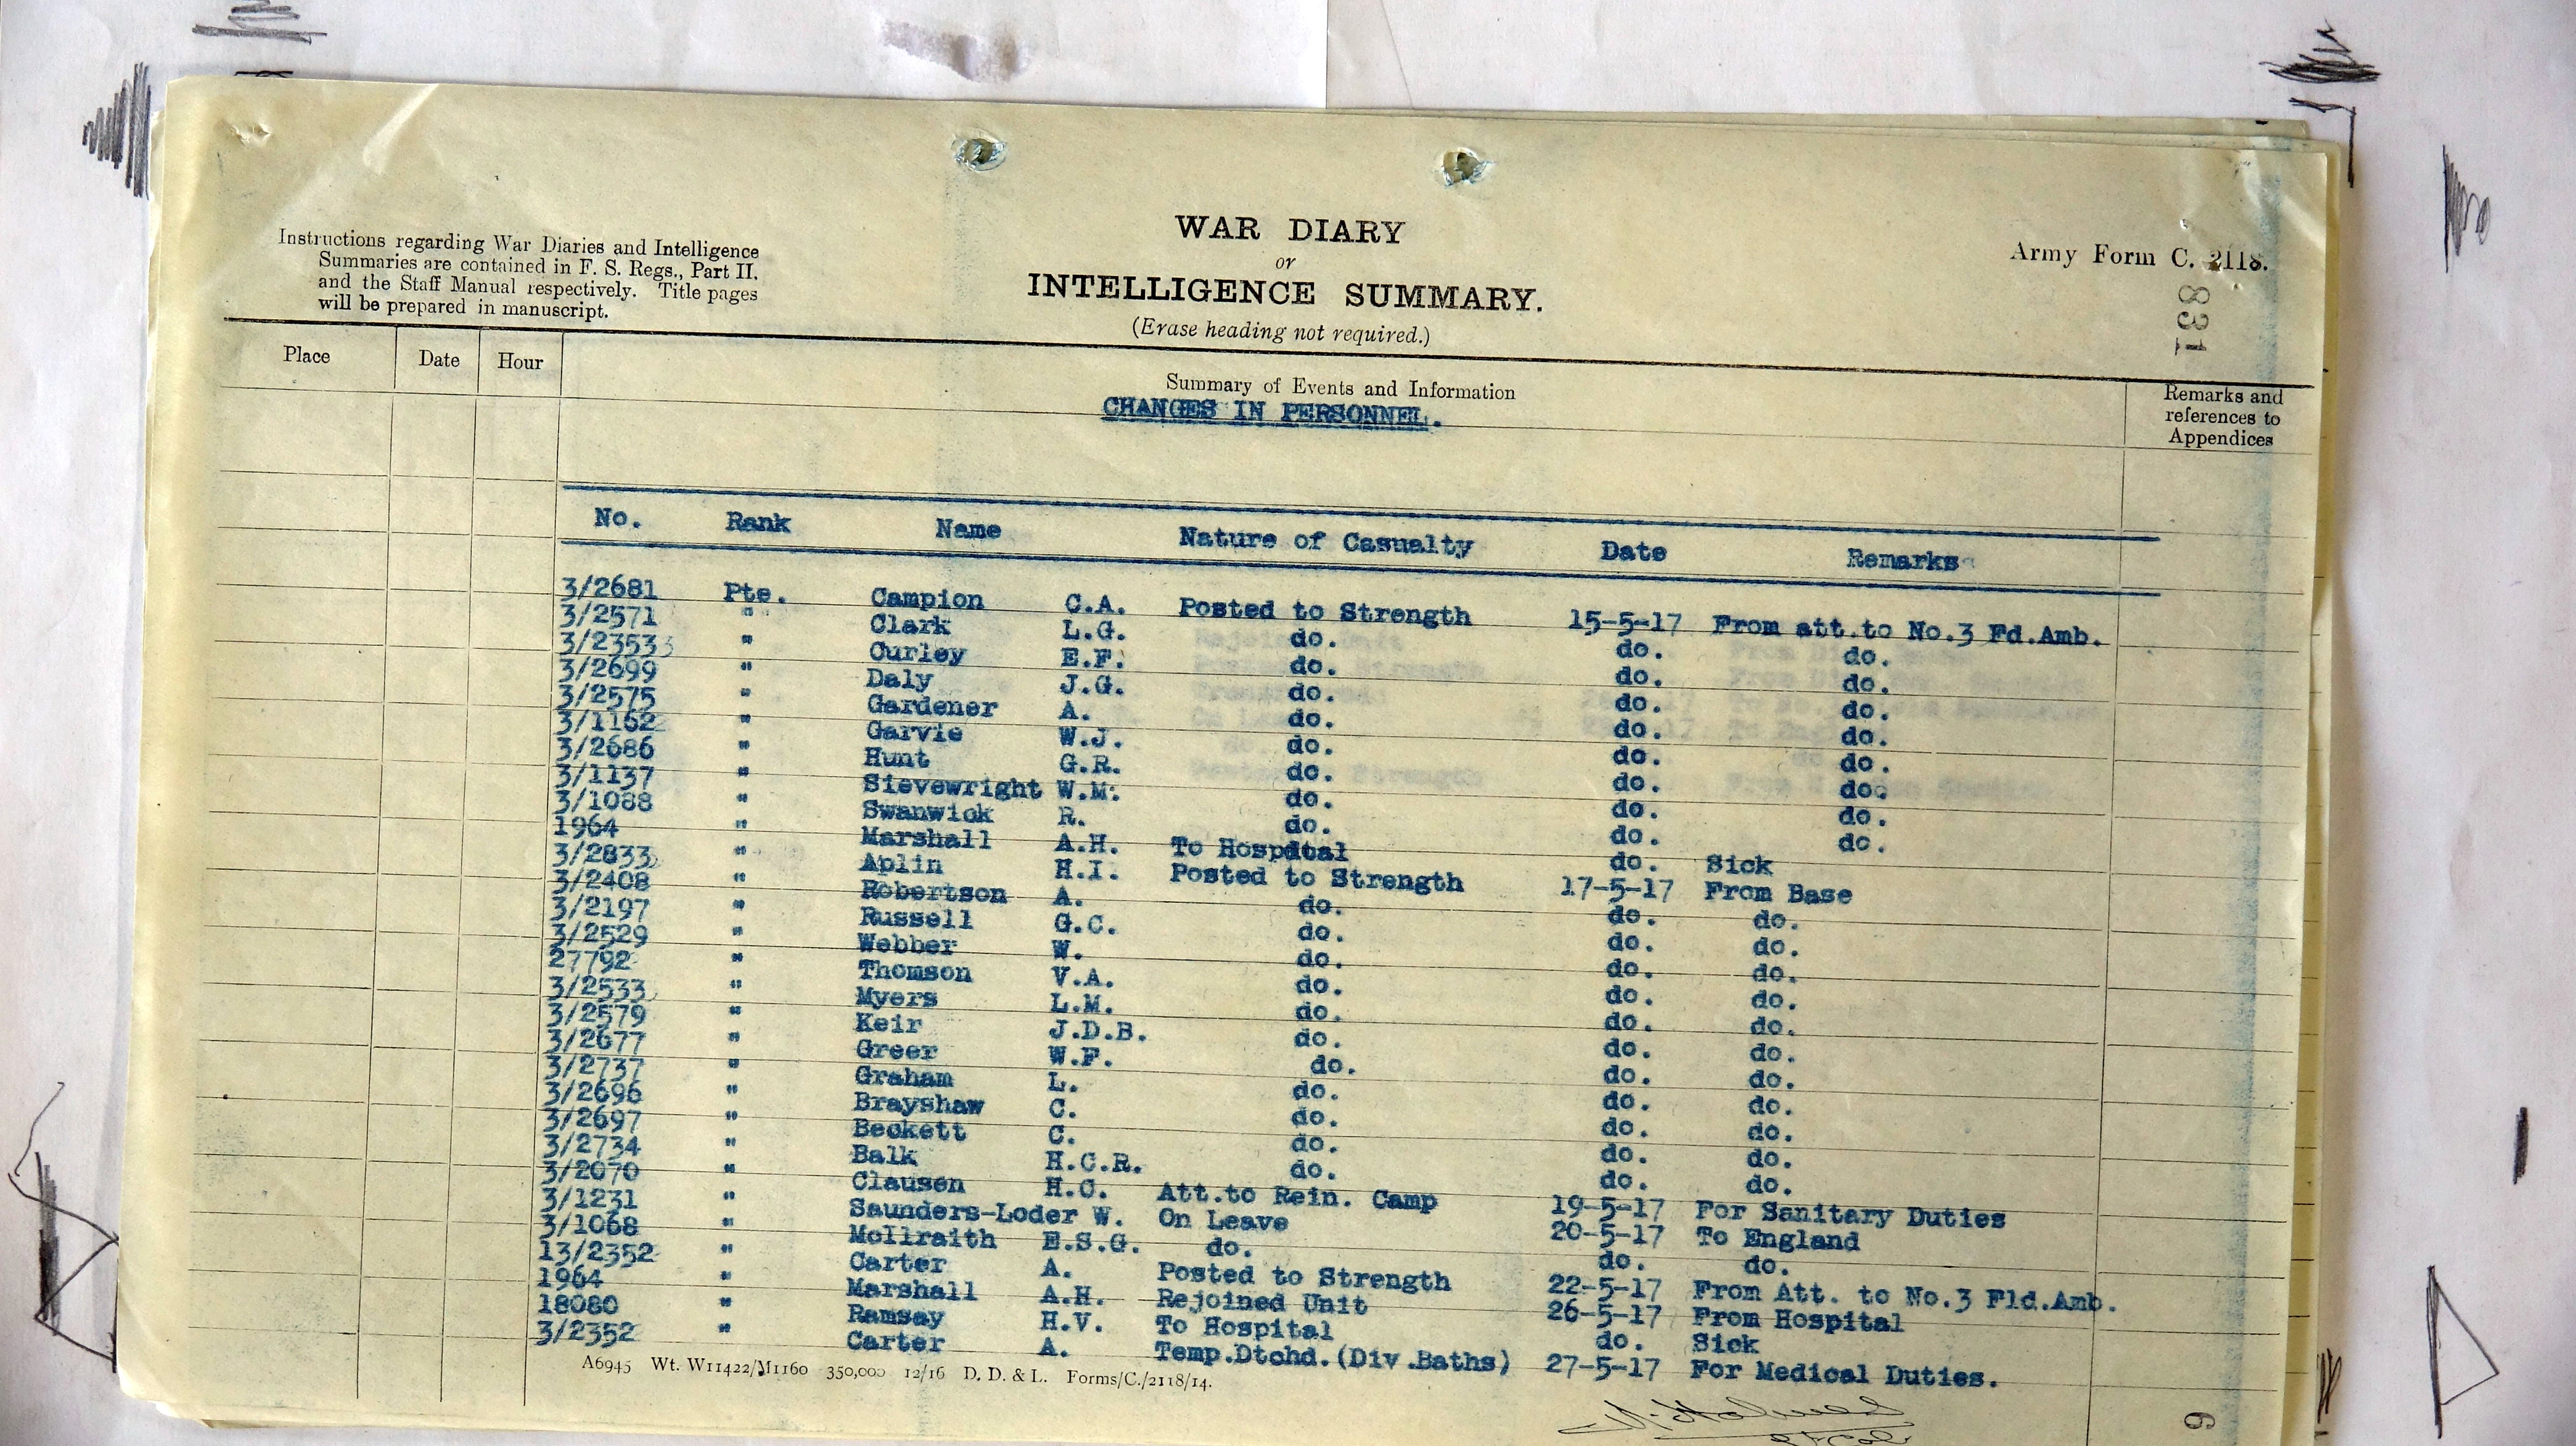 WAR DIARY
or
INTELLIGENCE SUMMARY.
(Erase heading not required.)
Instructions regarding War Diaries and Intelligence
Summaries are contained in F. S. Regs., Part II.
and the Staff Manual respectively. Title pages
will be prepared in manuscript.
Army Form C. 2118.
831
Place Date Hour
Summary of Events and Information
Remarks and
references to
Appendices
CHANGES IN PERSONNEL.
No. Rank Name Nature of Casualty Date Remarks
3/2681 Pte. Campion C.A. Posted to Strength 15-5-17 From att.to No.3 Fd.Amb.
3/2571 " Clark L.G. do. do. do.
3/23533 " Curley E.F. do. do. do.
3/2699 " Daly J.G. do. do. do.
3/2575 " Gardener A. do. do. do.
3/1162 " Garvie W.J. do. do. do.
3/2686 " Hunt G.R. do. do. do.
3/1137 " Sievewright W.M. do. do. do.
3/1088 " Swanwick R. do. do. do.
1964 " Marshall A.H. To Hospital do. Sick
3/2833 " Aplin H.I. Posted to Strength 17-5-17 From Base
3/2408 " Robertson A. do. do. do.
3/2197 " Russell G.C. do. do. do.
3/2529 " Webber W. do. do. do.
27792 " Thomson V.A. do. do. do.
3/2533 " Myers L.M. do. do. do.
3/2579 " Keir J.D.B. do. do. do.
3/2677 " Greer W.F. do. do. do.
3/2737 " Graham L. do. do. do.
3/2696 " Brayshaw C. do. do. do.
3/2697 " Beckett C. do. do. do.
3/2734 " Balk H.C.R. do. do. do.
3/2070 " Clausen H.C. Att.to Rein. Camp 19-5-17 For Sanitary Duties
3/1231 " Saunders-Loder W. On Leave 20-5-17 To England
3/1068 " McIlraith E.S.G. do. do. do.
13/2352 " Carter A. Posted to Strength 22-5-17 From Att. to No.3 Fld.Amb.
1964 " Marshall A.H. Rejoined Unit 26-5-17 From Hospital
18080 " Ramsay H.V. To Hospital do. Sick
3/2352 " Carter A. Temp.Dtchd.(Div.Baths) 27-5-17 For Medical Duties.
A6945 Wt. W11422/M1160 350,000 12/16 D. D. & L. Forms/C./2118/14.
9